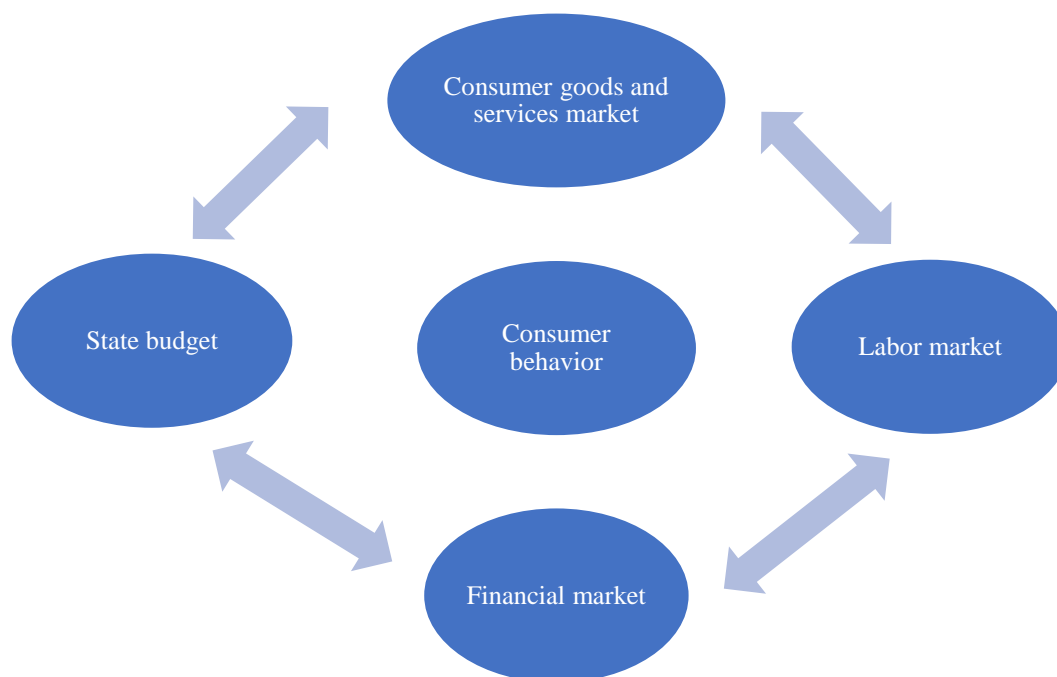 Consumer goods and
services market
State budget
Consumer
behavior
Labor market
Financial market